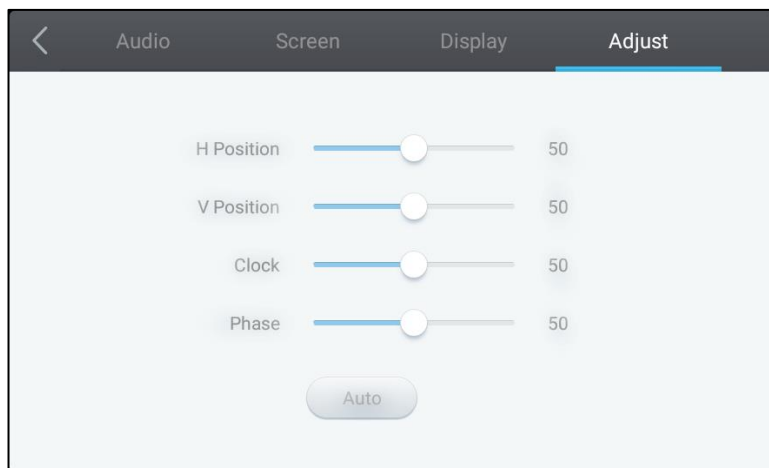 Audio Screen Display Adjust
H Position 50
V Position 50
Clock 50
Phase 50
Auto